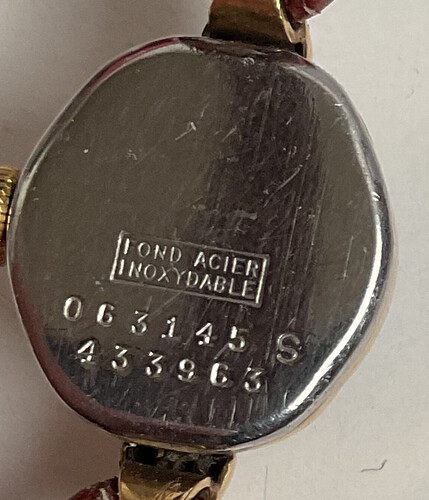 FOND ACIER
INOXYDABLE
063145 S
433963